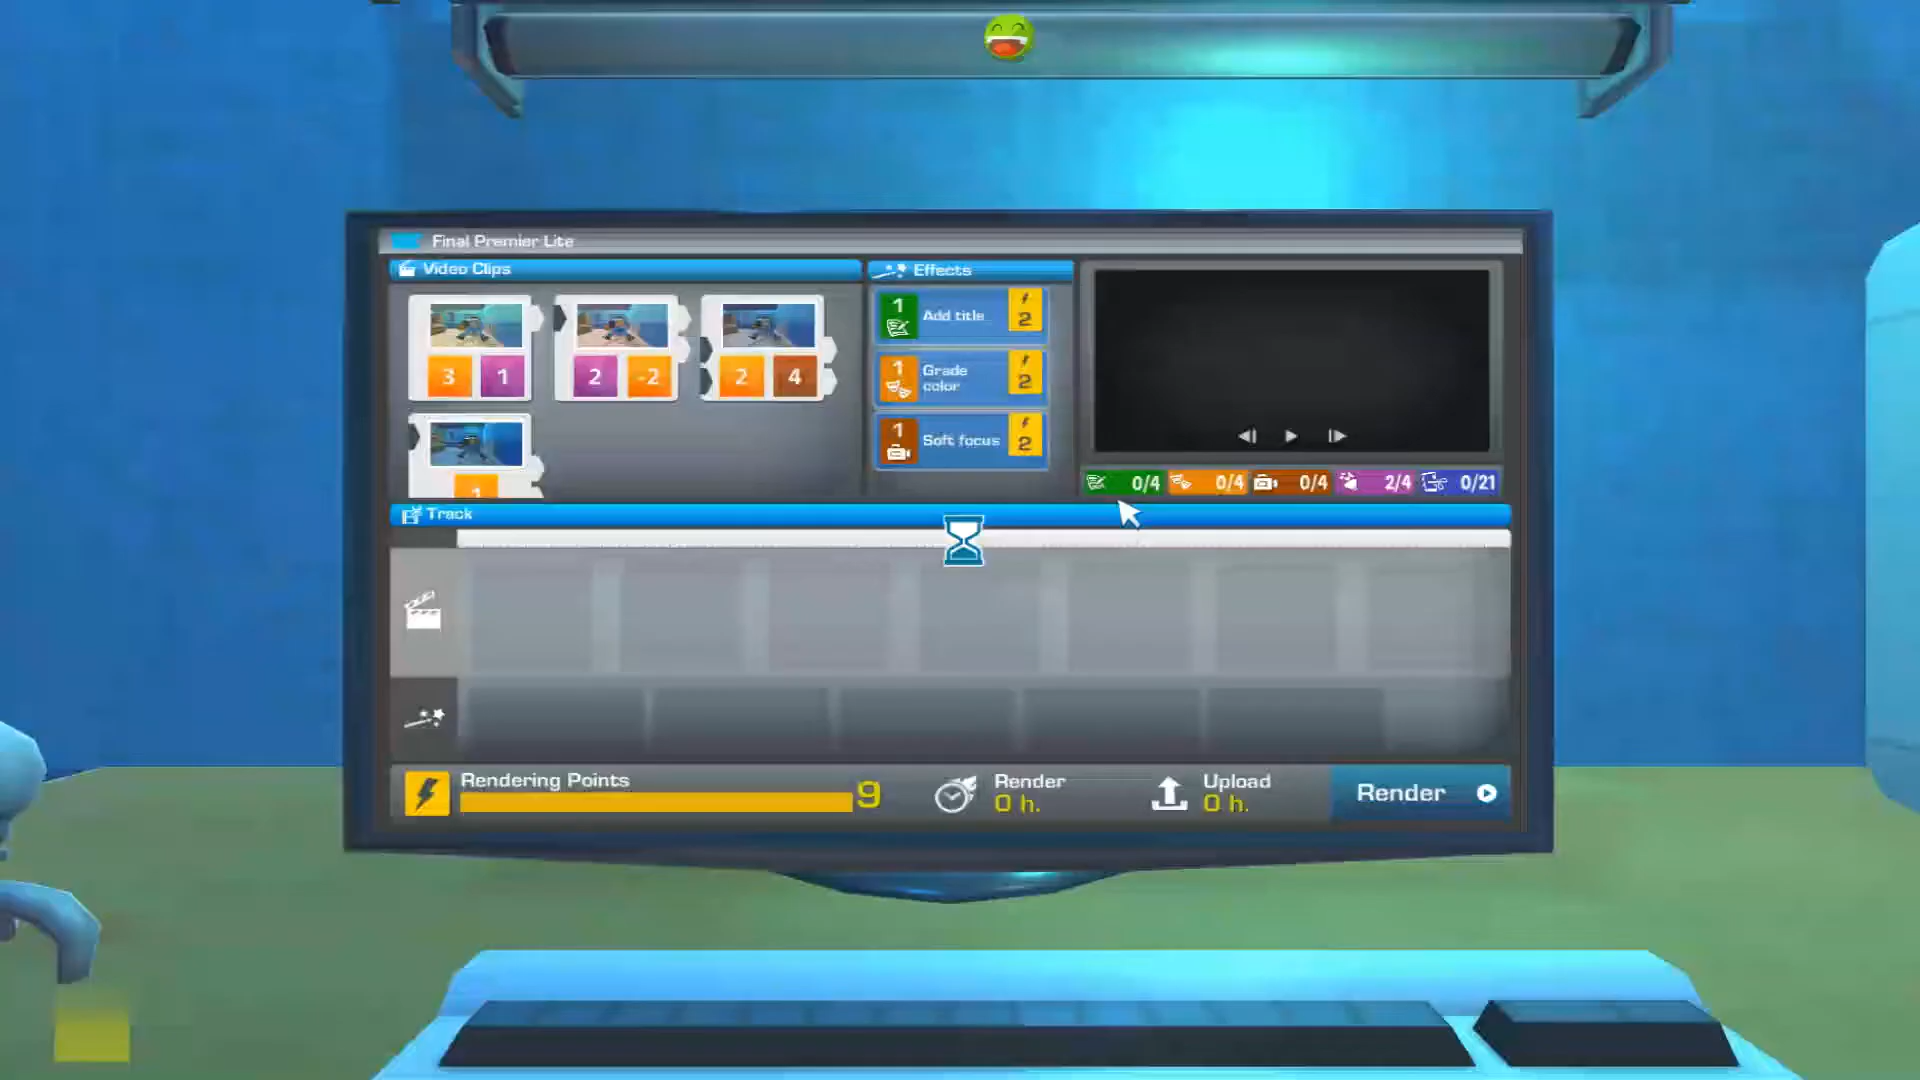 Final Premier Lite
Video Clips
Effects
3 1
2 -2
2 4
1
Add title
2
1
Grade
color
2
1
Soft focus
2
0/4 0/4 0/4 2/4 0/21
Track
Rendering Points
9
Render
0 h.
Upload
0 h.
Render